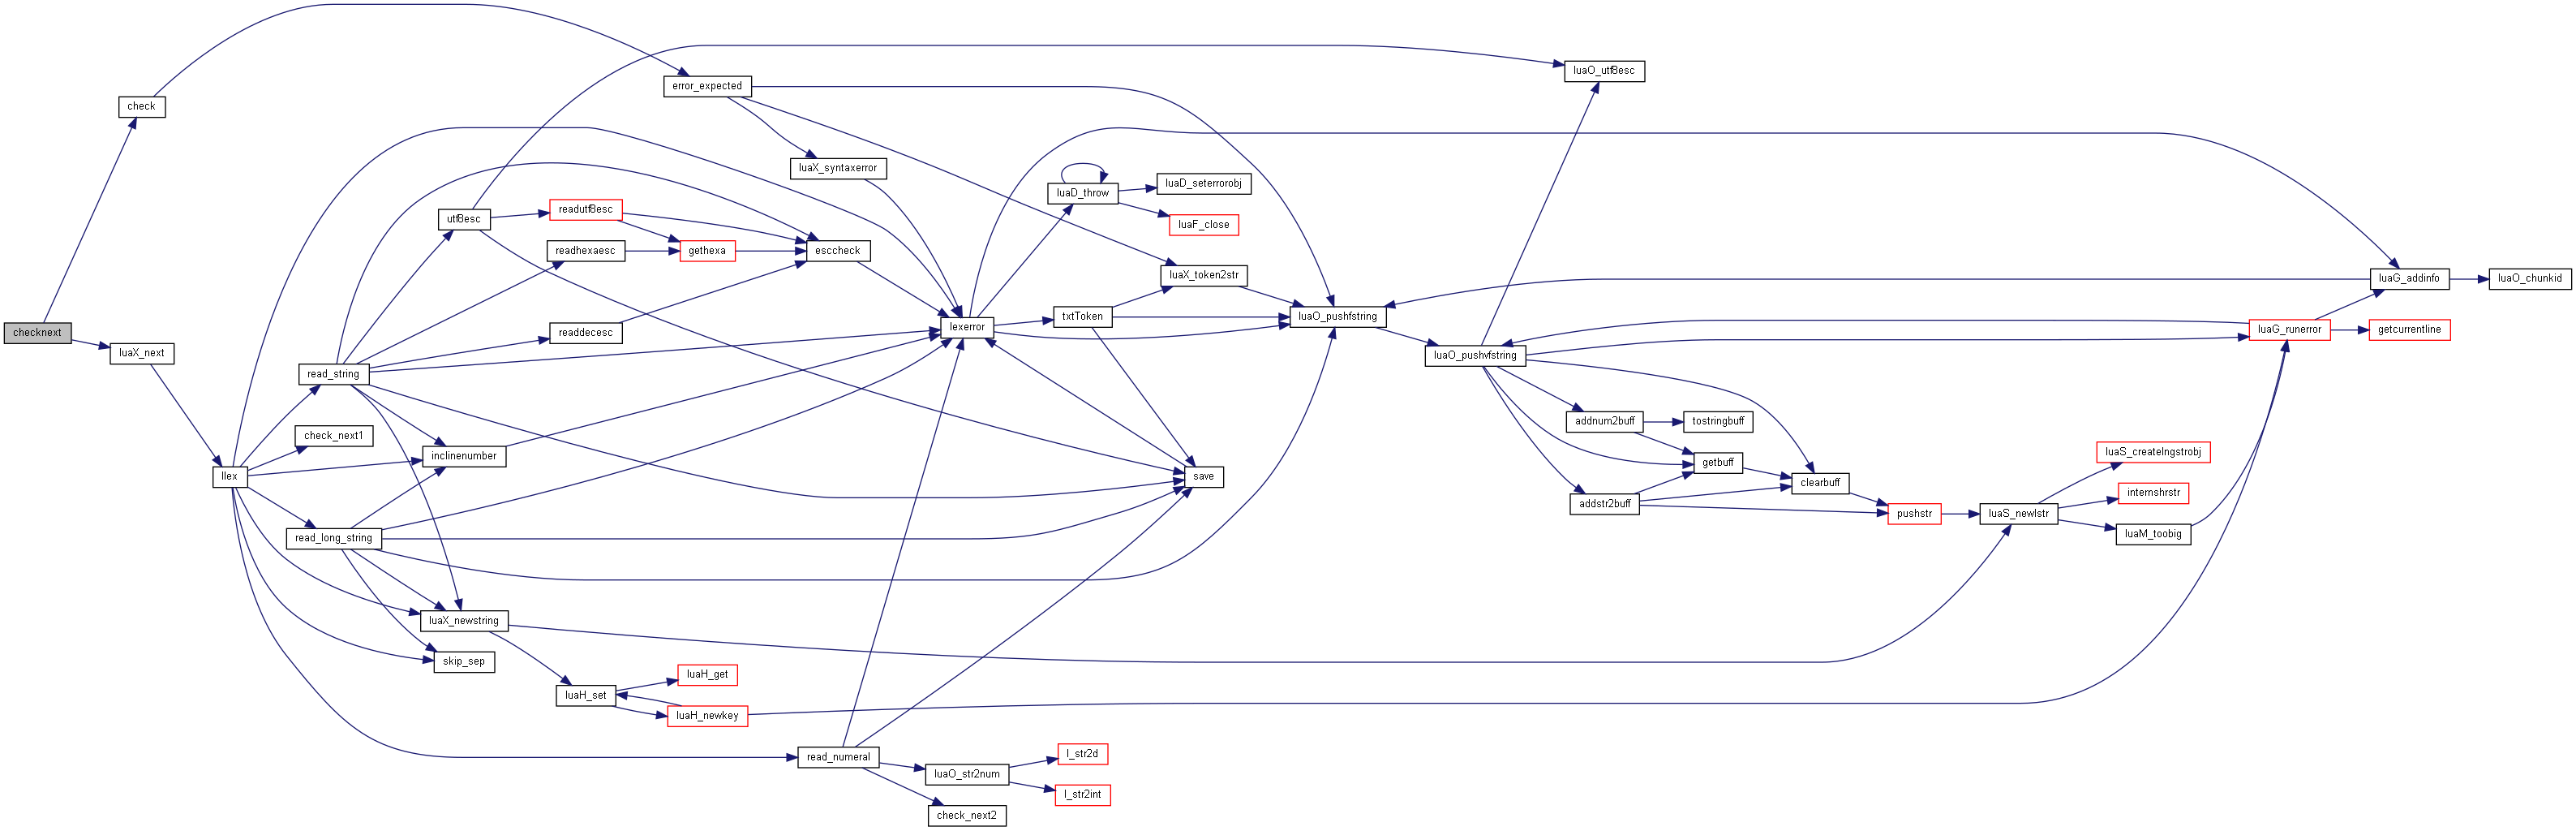 checknext
check
luaX_next
llex
read_string
check_next1
read_long_string
utf8esc
inclinenumber
luaX_newstring
skip_sep
readutf8esc
readhexaesc
readdecesc
luaH_set
error_expected
gethexa
luaH_get
luaH_newkey
luaX_syntaxerror
esccheck
read_numeral
lexerror
luaO_str2num
check_next2
luaD_throw
txtToken
l_str2d
l_str2int
luaD_seterrorobj
luaF_close
luaX_token2str
save
luaO_pushfstring
luaO_pushvfstring
luaO_utf8esc
addnum2buff
addstr2buff
tostringbuff
getbuff
clearbuff
pushstr
luaS_newlstr
luaS_createlngstrobj
internshrstr
luaM_toobig
luaG_runerror
luaG_addinfo
getcurrentline
luaO_chunkid